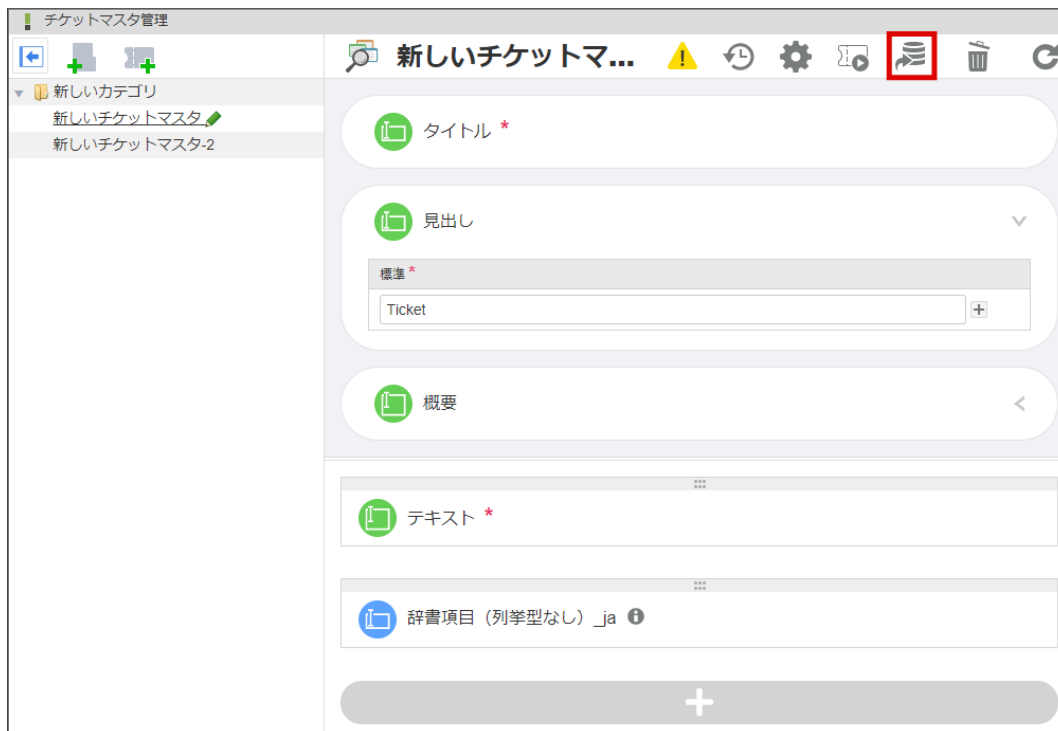 チケットマスタ管理
新しいチケットマ...
新しいカテゴリ
新しいチケットマスタ
新しいチケットマスタ-2
タイトル *
見出し
標準 *
Ticket
概要
テキスト *
辞書項目（列挙型なし）_ja